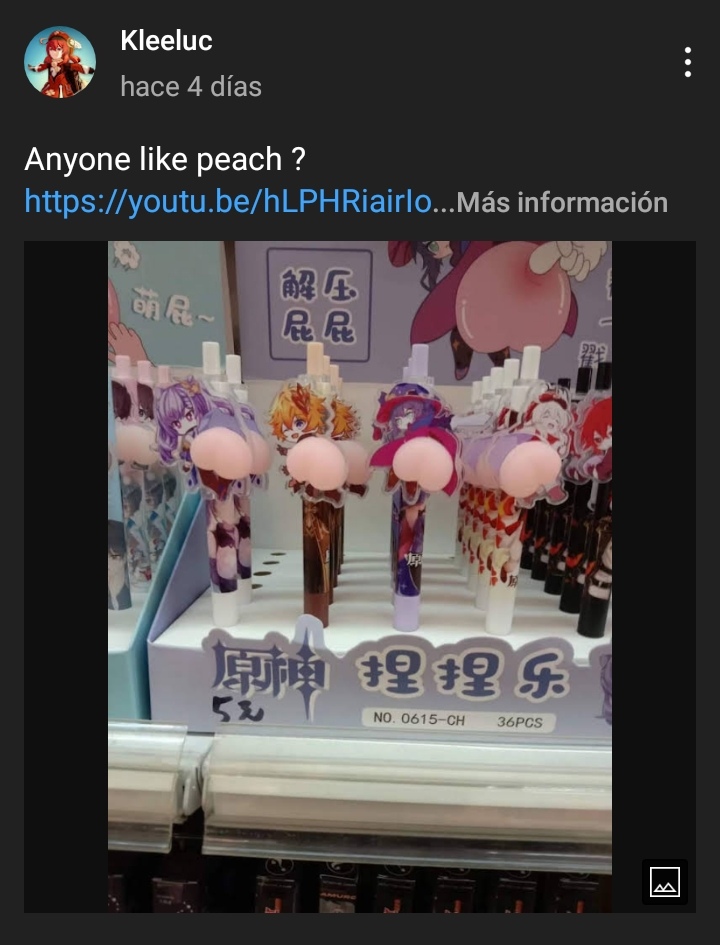 Kleeluc
hace 4 días
Anyone like peach ?
https://youtu.be/hLPHRiairIo...Más información
萌屁~
解压
屁屁
戳
原神
捏捏乐
5元
NO. 0615-CH 36PCS